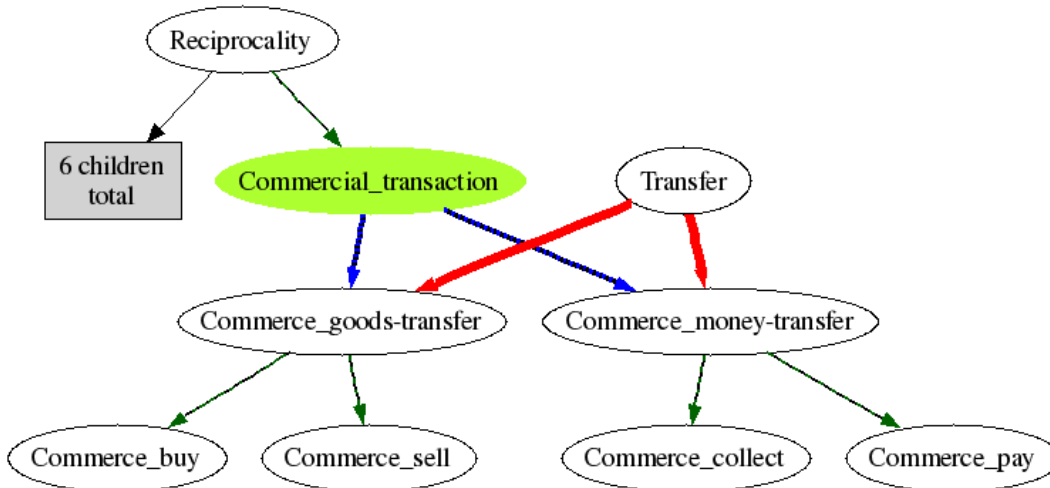 Reciprocality
6 children
total
Commercial_transaction
Transfer
Commerce_goods-transfer
Commerce_money-transfer
Commerce_buy
Commerce_sell
Commerce_collect
Commerce_pay